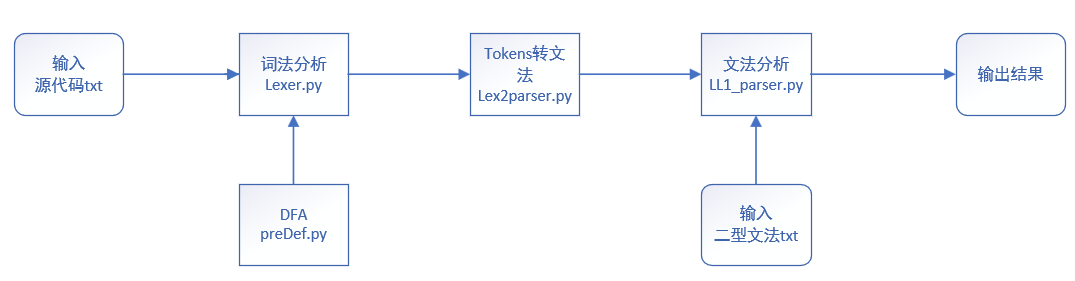 输入
源代码txt
词法分析
Lexer.py
Tokens转文
法
Lex2parser.py
文法分析
LL1_parser.py
输出结果
DFA
preDef.py
输入
二型文法txt